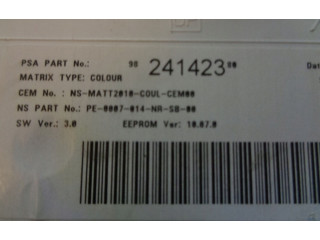 PSA PART No.: 98 241423 80 Dat
MATRIX TYPE: COLOUR
CEM No.: NS-MATT2010-COUL-CEM00
NS PART No.: PE-0007-014-NR-SB-00
SW Ver.: 3.0 EEPROM Ver: 10.07.0